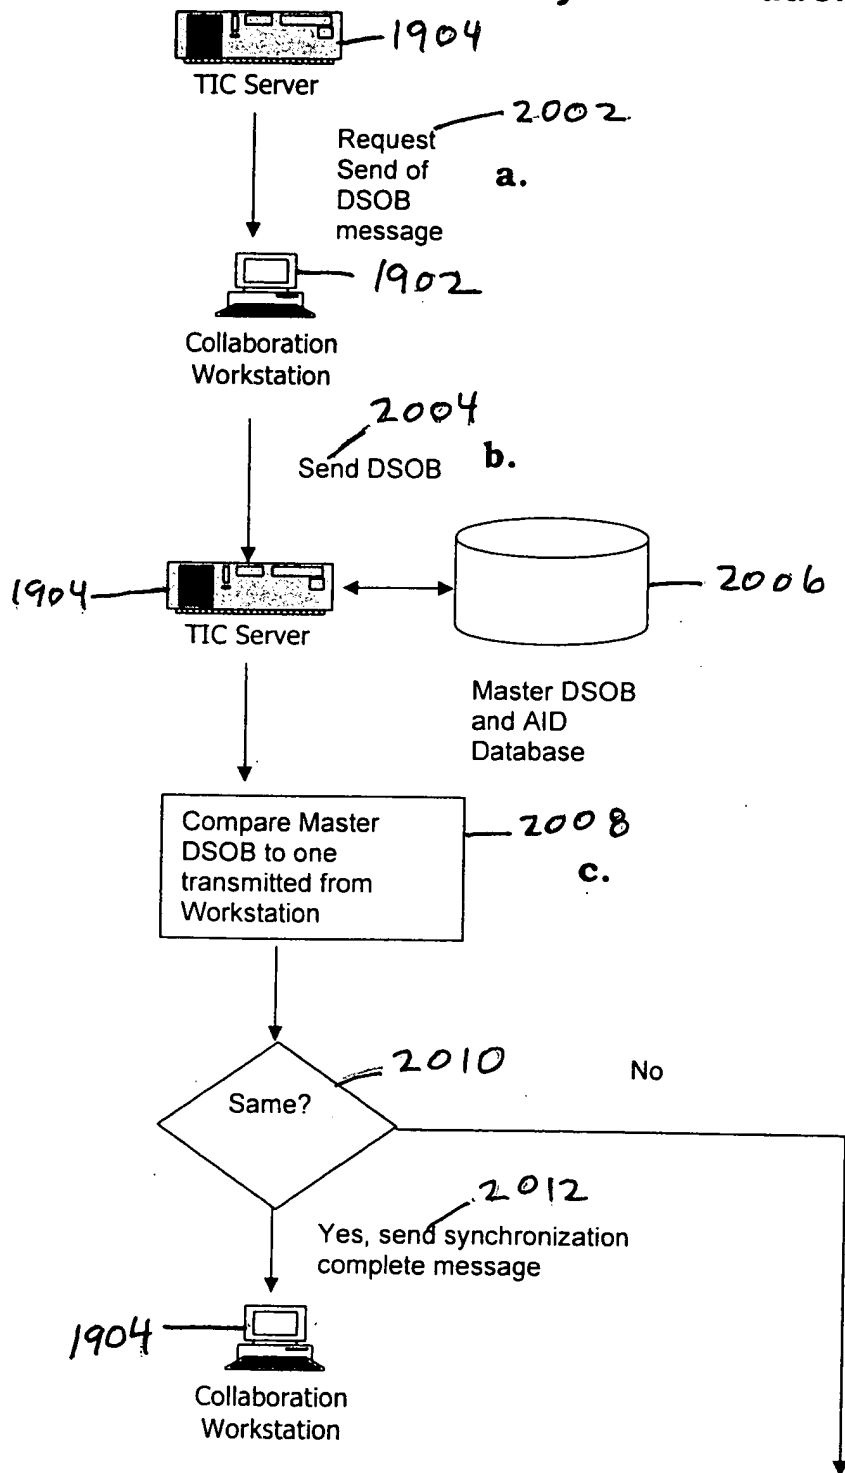 1904
TIC Server
2002
Request
Send of
DSOB
message
a.
1902
Collaboration
Workstation
2004
Send DSOB
b.
1904
TIC Server
2006
Master DSOB
and AID
Database
Compare Master
DSOB to one
transmitted from
Workstation
2008
c.
2010
No
Same?
2012
Yes, send synchronization
complete message
1904
Collaboration
Workstation